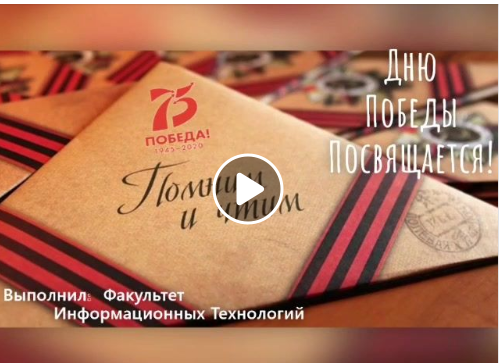 Дню
Победы
Посвящается!
75
ПОБЕДА!
1945–2020
Помним
и чтим
Выполнил: Факультет
Информационных Технологий